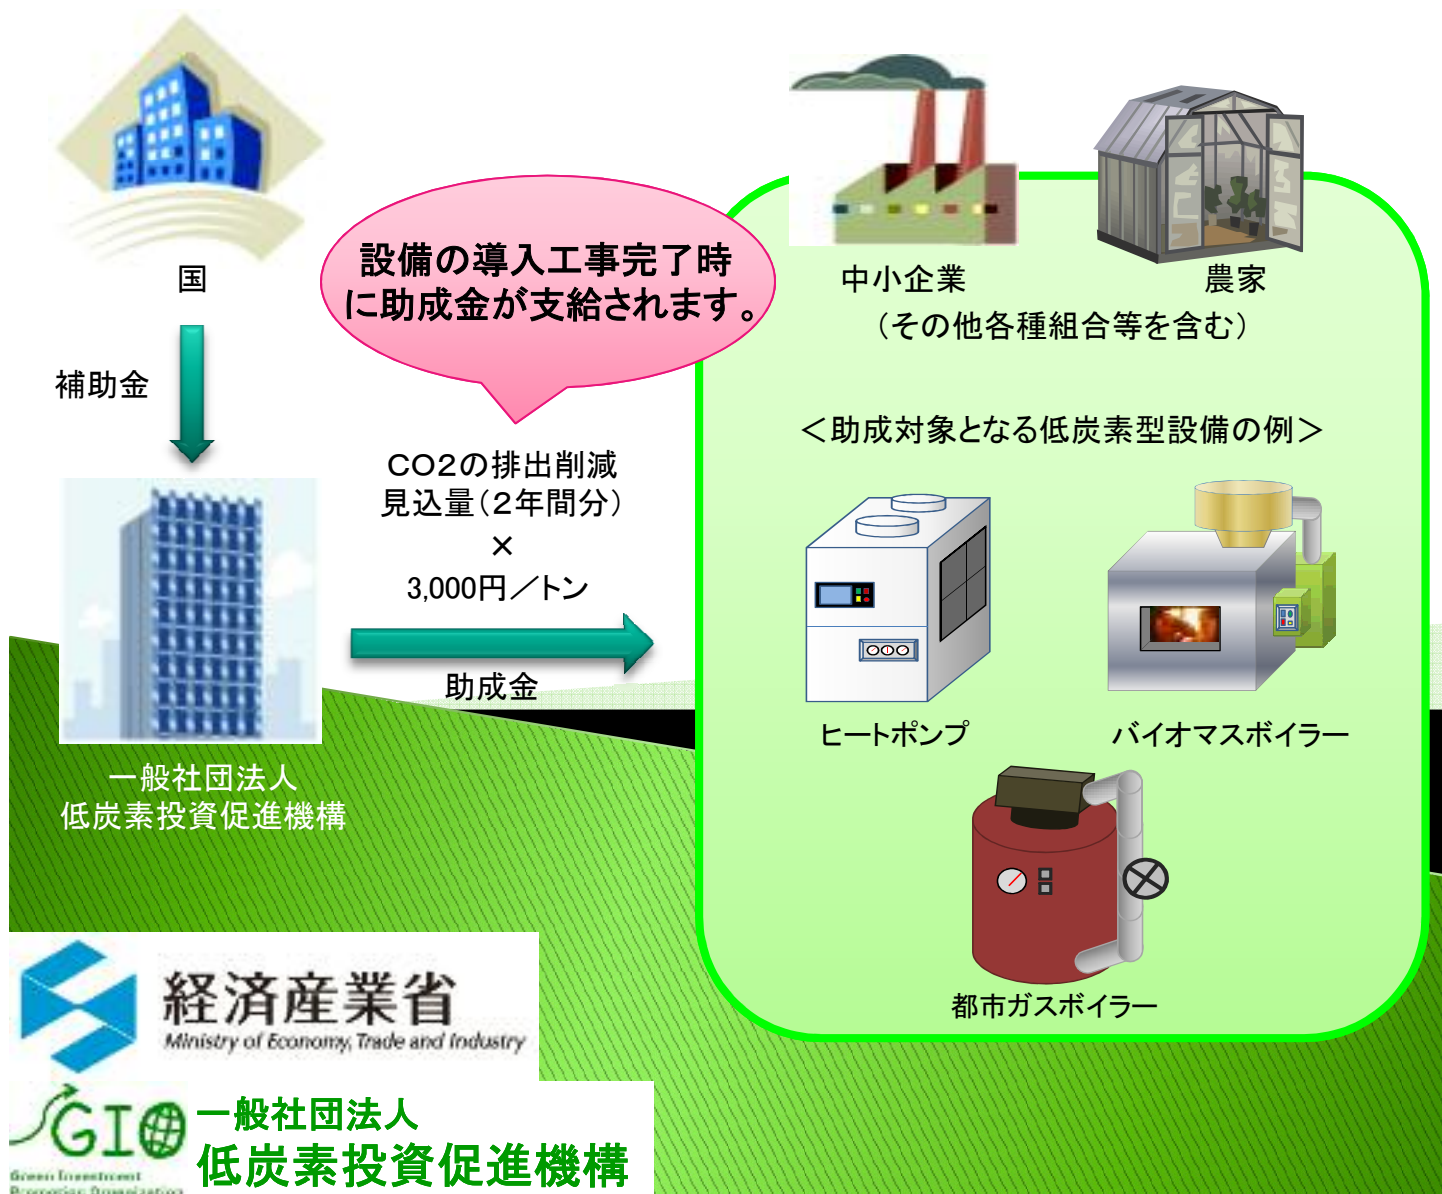 国
補助金
設備の導入工事完了時
に助成金が支給されます。
中小企業
農家
（その他各種組合等を含む）
＜助成対象となる低炭素型設備の例＞
CO2の排出削減
見込量（2年間分）
×
3,000円／トン
助成金
一般社団法人
低炭素投資促進機構
ヒートポンプ
バイオマスボイラー
都市ガスボイラー
経済産業省
Ministry of Economy, Trade and Industry
GIO
Green Investment
Promotion Organization
一般社団法人
低炭素投資促進機構